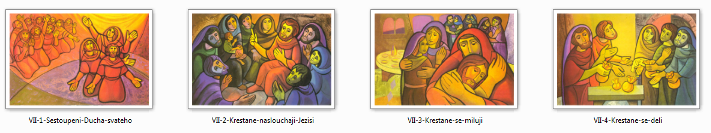 VII-1-Sestoupeni-Ducha-svateho
VII-2-Krestane-naslouchaji-Jezisi
VII-3-Krestane-se-miluji
VII-4-Krestane-se-deli